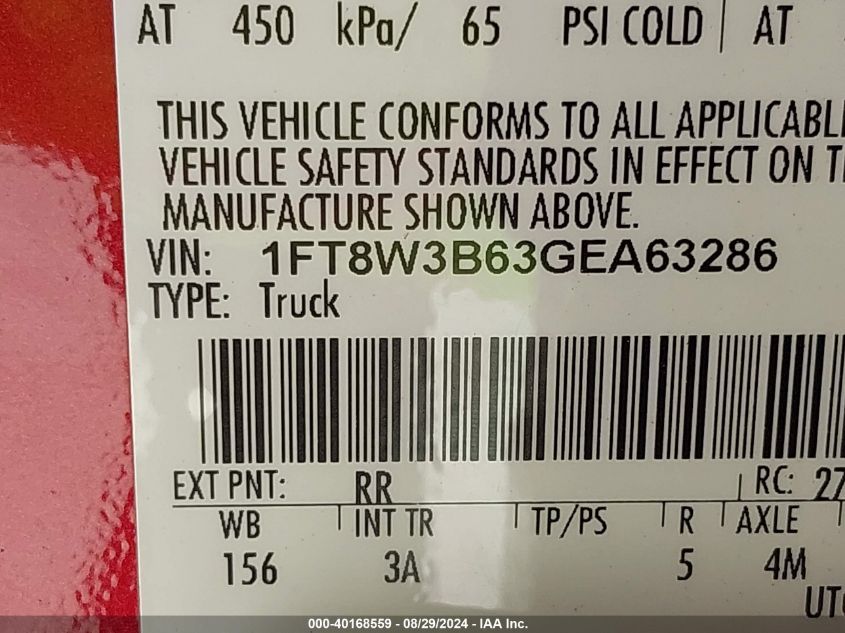 AT 450 kPa/ 65 PSI COLD | AT
THIS VEHICLE CONFORMS TO ALL APPLICABL
VEHICLE SAFETY STANDARDS IN EFFECT ON T
MANUFACTURE SHOWN ABOVE.
VIN: 1FT8W3B63GEA63286
TYPE: Truck
EXT PNT: RR RC: 27
WB INT TR TP/PS R AXLE
156 3A 5 4M
UT
000-40168559 - 08/29/2024 - IAA Inc.